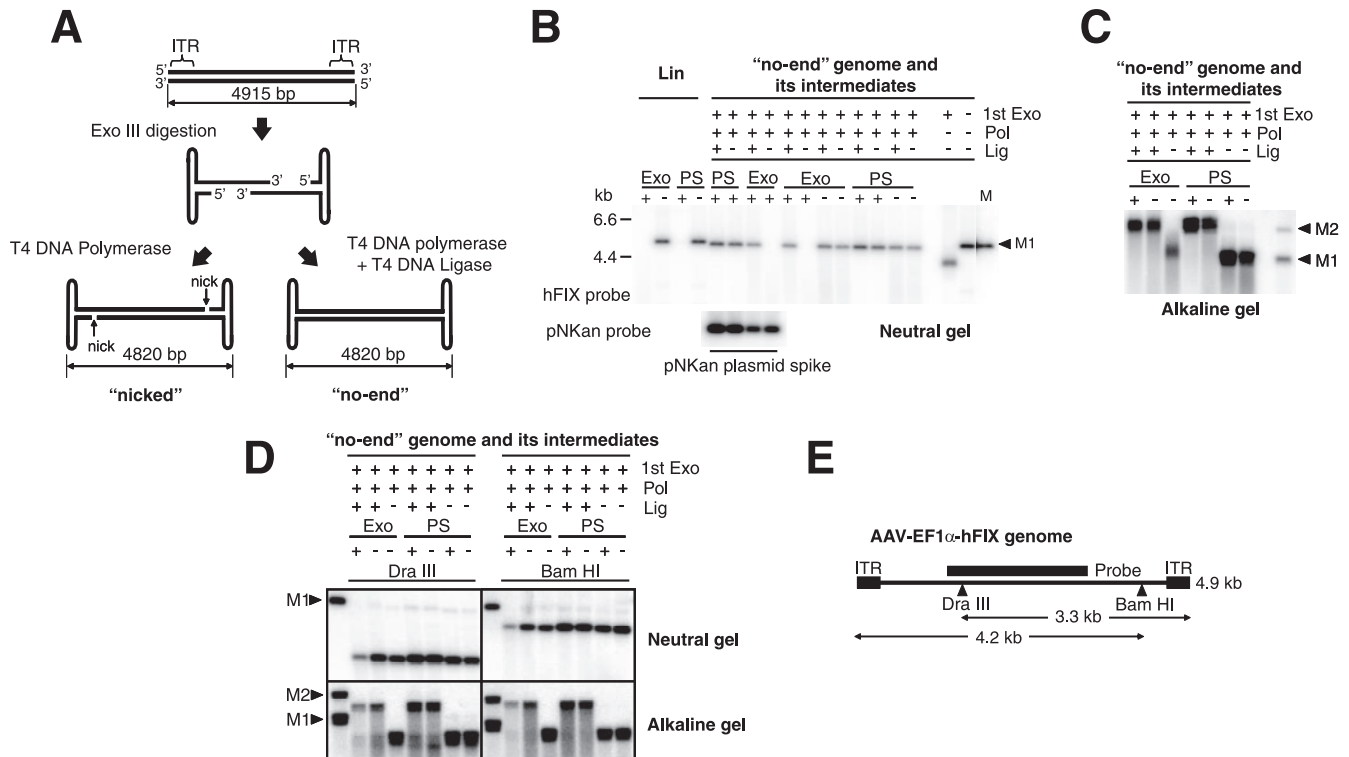 A
ITR
ITR
5’
3’
3’
5’
4915 bp
Exo III digestion
3’
5’
5’
3’
T4 DNA Polymerase
T4 DNA polymerase
+ T4 DNA Ligase
nick
nick
4820 bp
4820 bp
“nicked”
“no-end”
B
Lin
“no-end” genome and
its intermediates
+ + + + + + + + + + + + + - 1st Exo
+ + + + + + + + + + + + - - Pol
+ + + + + + - - + + - - - - Lig
Exo PS PS Exo Exo PS
kb
+ - + - + - + - + - + - + - + - M
6.6
4.4
M1
hFIX probe
pNKan probe
Neutral gel
pNKan plasmid spike
C
“no-end” genome and
its intermediates
+ + + + + + + 1st Exo
+ + + + + + + Pol
+ + - + + - - Lig
Exo PS
+ - - + - + -
M2
M1
Alkaline gel
D
“no-end” genome and its intermediates
+ + + + + + + + + + + + + + 1st Exo
+ + + + + + + + + + + + + + Pol
+ + + + + - - + + + + + - - Lig
Exo PS Exo PS
+ - - + - + - + - - + - + -
Dra III Bam HI
M1
Neutral gel
M2
M1
Alkaline gel
E
AAV-EF1α-hFIX genome
ITR
Probe
ITR
4.9 kb
Dra III
Bam HI
3.3 kb
4.2 kb